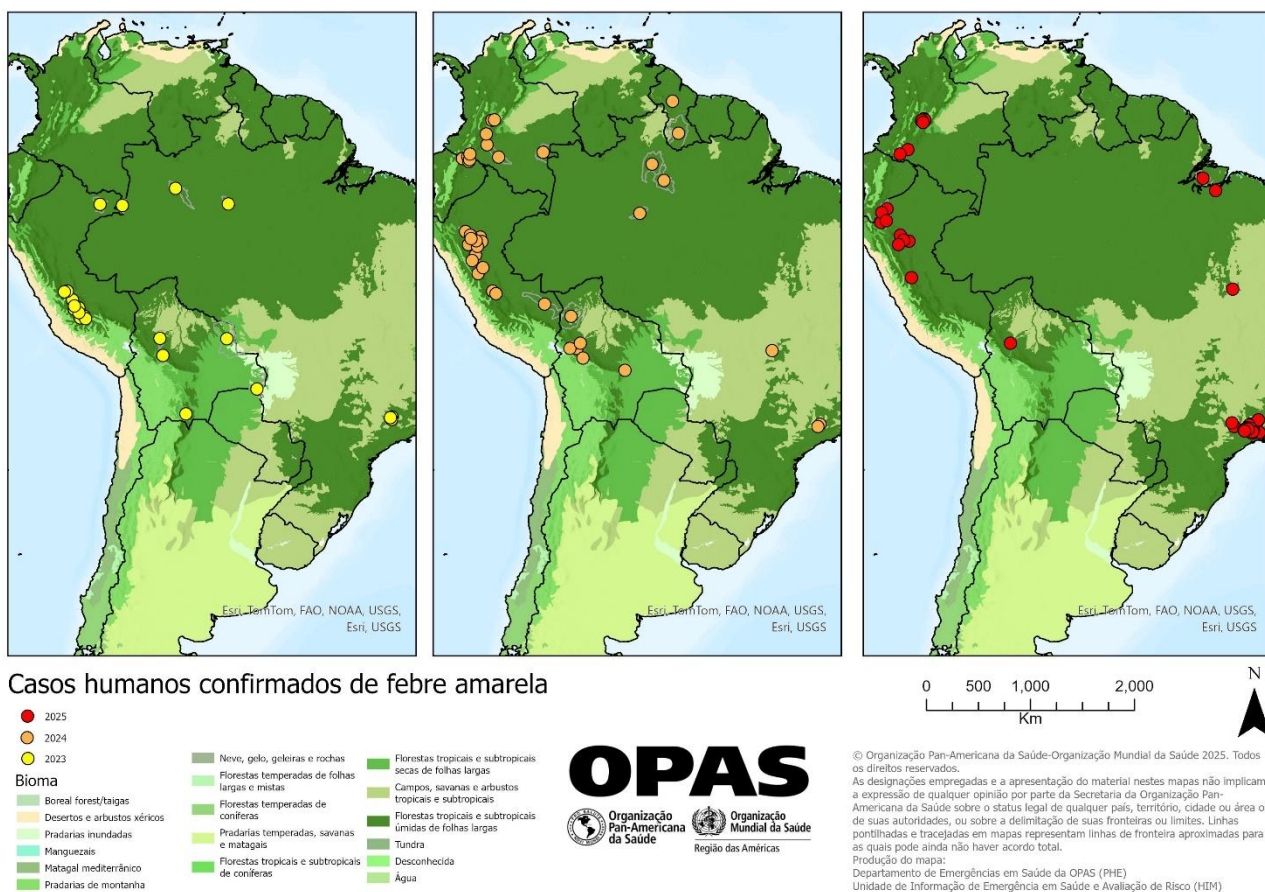 Esri, TomTom, FAO, NOAA, USGS,
Esri, USGS
Esri, TomTom, FAO, NOAA, USGS,
Esri, USGS
Esri, TomTom, FAO, NOAA, USGS,
Esri, USGS
Casos humanos confirmados de febre amarela
2025
2024
2023
Bioma
Boreal forest/taigas
Desertos e arbustos xéricos
Pradarias inundadas
Manguezais
Matagal mediterrânico
Pradarias de montanha
Neve, gelo, geleiras e rochas
Florestas temperadas de folhas
largas e mistas
Florestas temperadas de
coníferas
Pradarias temperadas, savanas
e matagais
Florestas tropicais e subtropicais
de coníferas
Florestas tropicais e subtropicais
secas de folhas largas
Campos, savanas e arbustos
tropicais e subtropicais
Florestas tropicais e subtropicais
úmidas de folhas largas
Tundra
Desconhecida
Água
OPAS
Organização
Pan-Americana
da Saúde
Organização
Mundial da Saúde
Região das Américas
0 500 1,000 2,000
Km
N
© Organização Pan-Americana da Saúde-Organização Mundial da Saúde 2025. Todos
os direitos reservados.
As designações empregadas e a apresentação do material nestes mapas não implicam
a expressão de qualquer opinião por parte da Secretaria da Organização Pan-
Americana da Saúde sobre o status legal de qualquer país, território, cidade ou área o
de suas autoridades, ou sobre a delimitação de suas fronteiras ou limites. Linhas
pontilhadas e tracejadas em mapas representam linhas de fronteira aproximadas para
as quais pode ainda não haver acordo total.
Produção do mapa:
Departamento de Emergências em Saúde da OPAS (PHE)
Unidade de Informação de Emergência em Saúde e Avaliação de Risco (HIM)